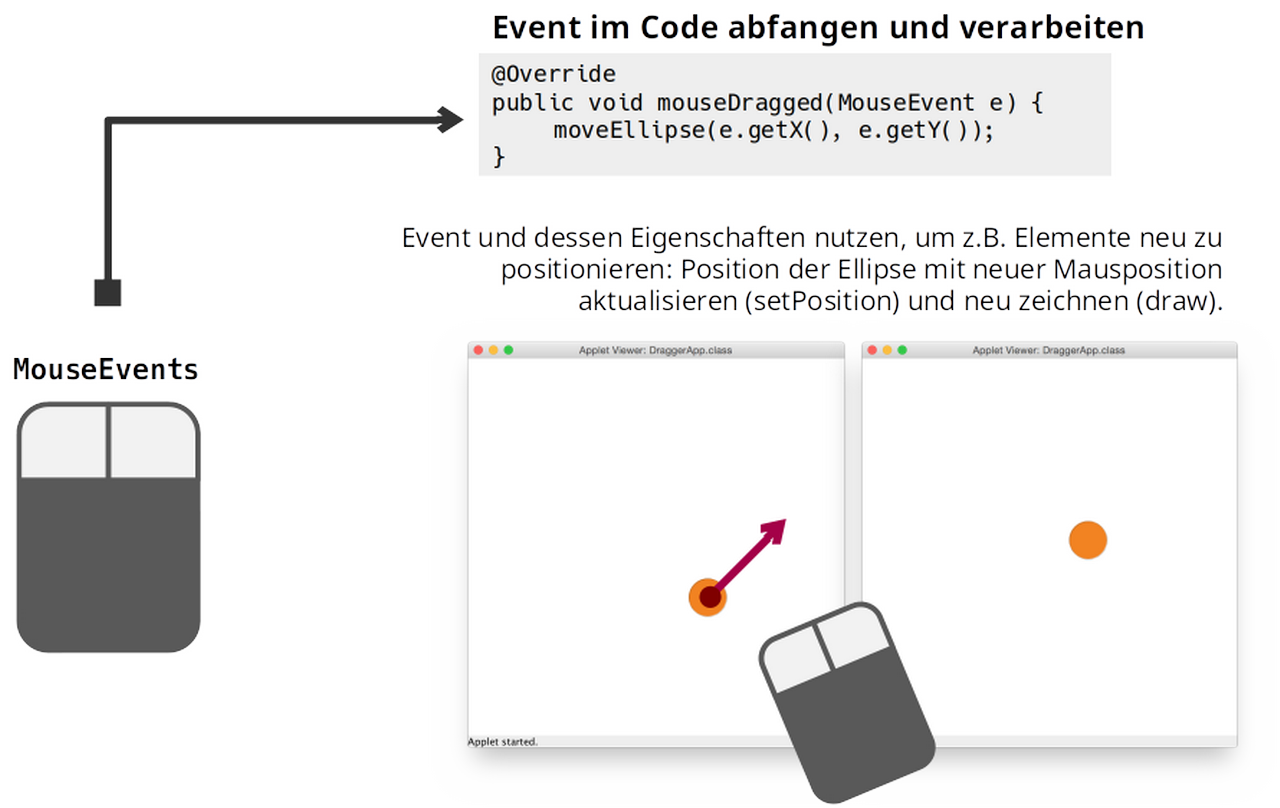 Event im Code abfangen und verarbeiten
@Override
public void mouseDragged(MouseEvent e) {
moveEllipse(e.getX(), e.getY());
}
Event und dessen Eigenschaften nutzen, um z.B. Elemente neu zu
positionieren: Position der Ellipse mit neuer Mausposition
aktualisieren (setPosition) und neu zeichnen (draw).
MouseEvents
Applet Viewer: DraggerApp.class
Applet Viewer: DraggerApp.class
Applet started.